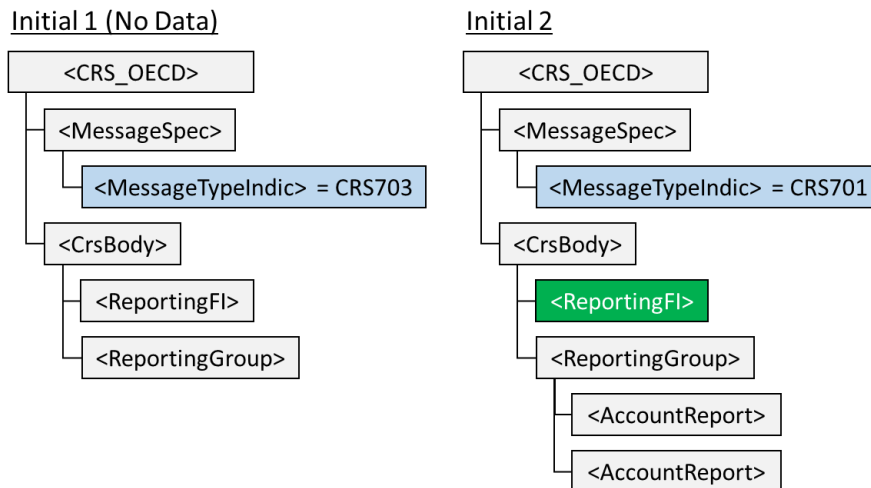 Initial 1 (No Data)
<CRS_OECD>
<MessageSpec>
<MessageTypeIndic> = CRS703
<CrsBody>
<ReportingFI>
<ReportingGroup>
Initial 2
<CRS_OECD>
<MessageSpec>
<MessageTypeIndic> = CRS701
<CrsBody>
<ReportingFI>
<ReportingGroup>
<AccountReport>
<AccountReport>